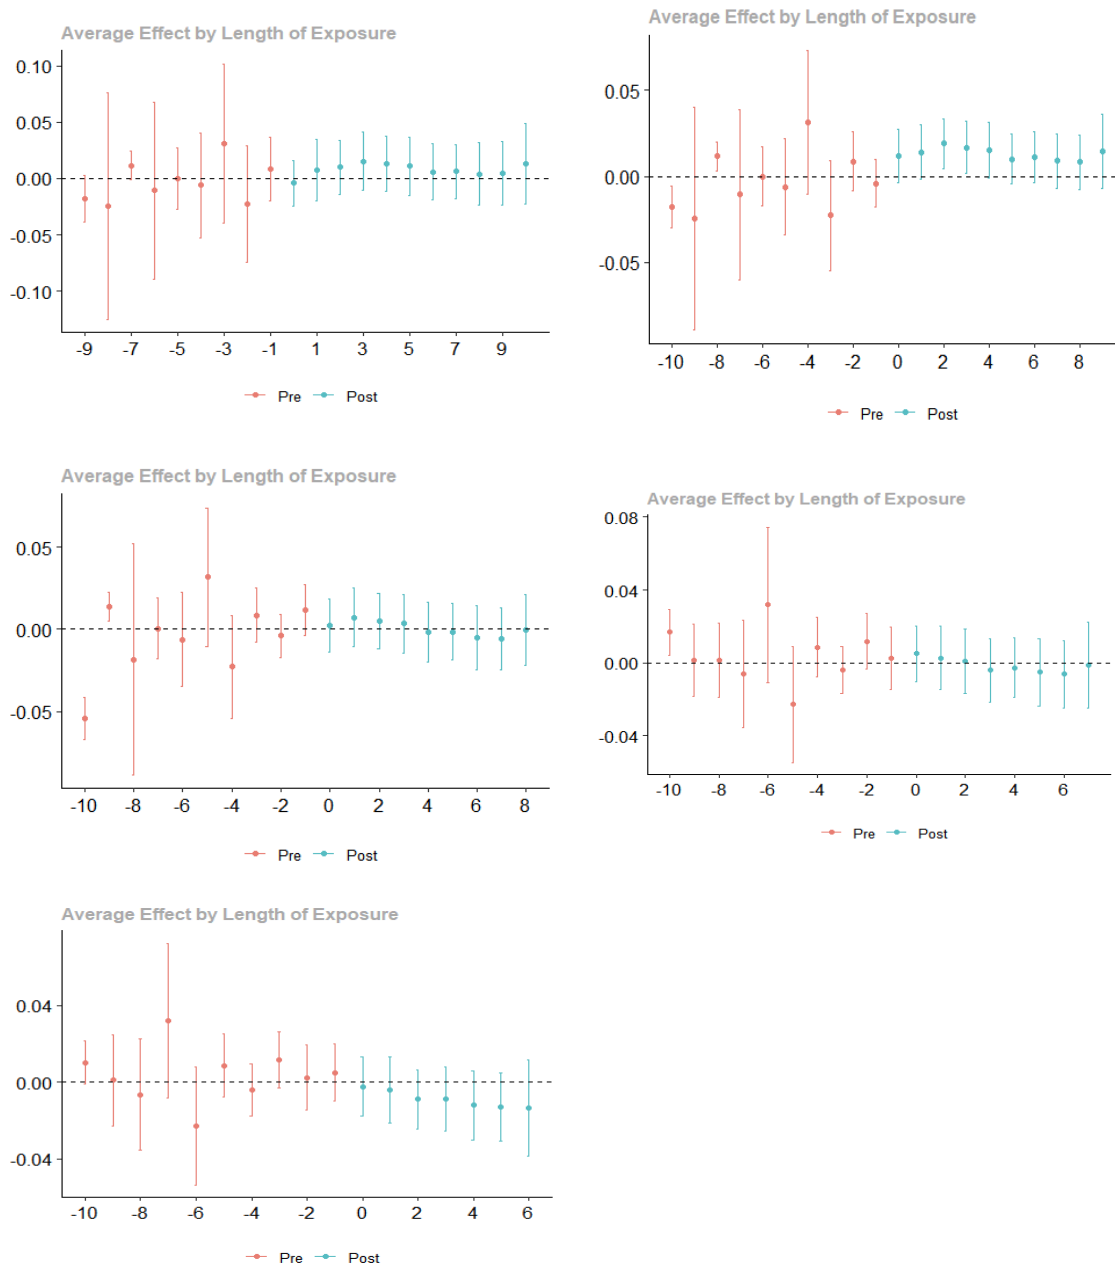 Average Effect by Length of Exposure
0.10
0.05
0.00
-0.05
-0.10
-9 -7 -5 -3 -1 1 3 5 7 9
Pre Post
Average Effect by Length of Exposure
0.05
0.00
-0.05
-10 -8 -6 -4 -2 0 2 4 6 8
Pre Post
Average Effect by Length of Exposure
0.05
0.00
-0.05
-10 -8 -6 -4 -2 0 2 4 6 8
Pre Post
Average Effect by Length of Exposure
0.08
0.04
0.00
-0.04
-10 -8 -6 -4 -2 0 2 4 6
Pre Post
Average Effect by Length of Exposure
0.04
0.00
-0.04
-10 -8 -6 -4 -2 0 2 4 6
Pre Post